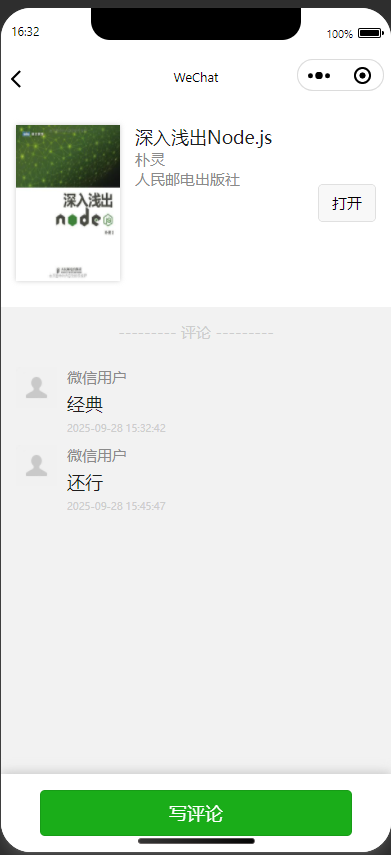 16:32
100%
WeChat
深入浅出Node.js
朴灵
人民邮电出版社
打开
深入浅出
node
--------- 评论 ---------
微信用户
经典
2025-09-28 15:32:42
微信用户
还行
2025-09-28 15:45:47
写评论